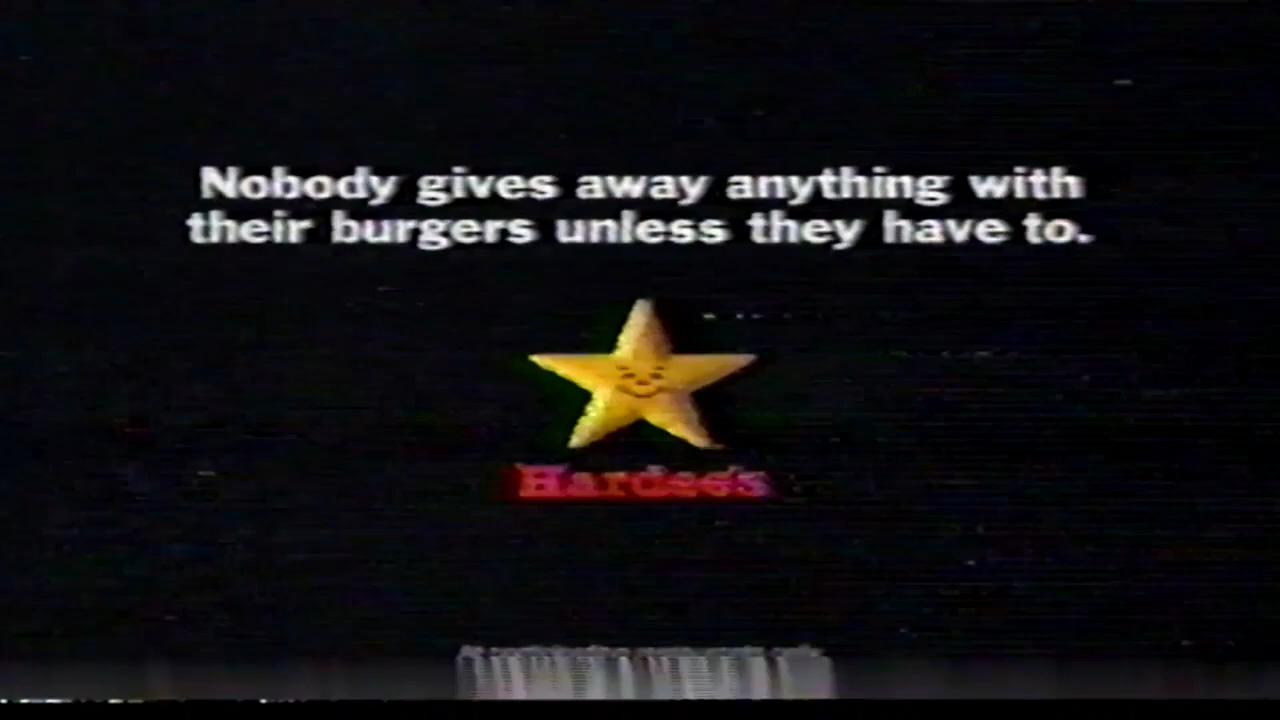 Nobody gives away anything with
their burgers unless they have to.
Hardee's